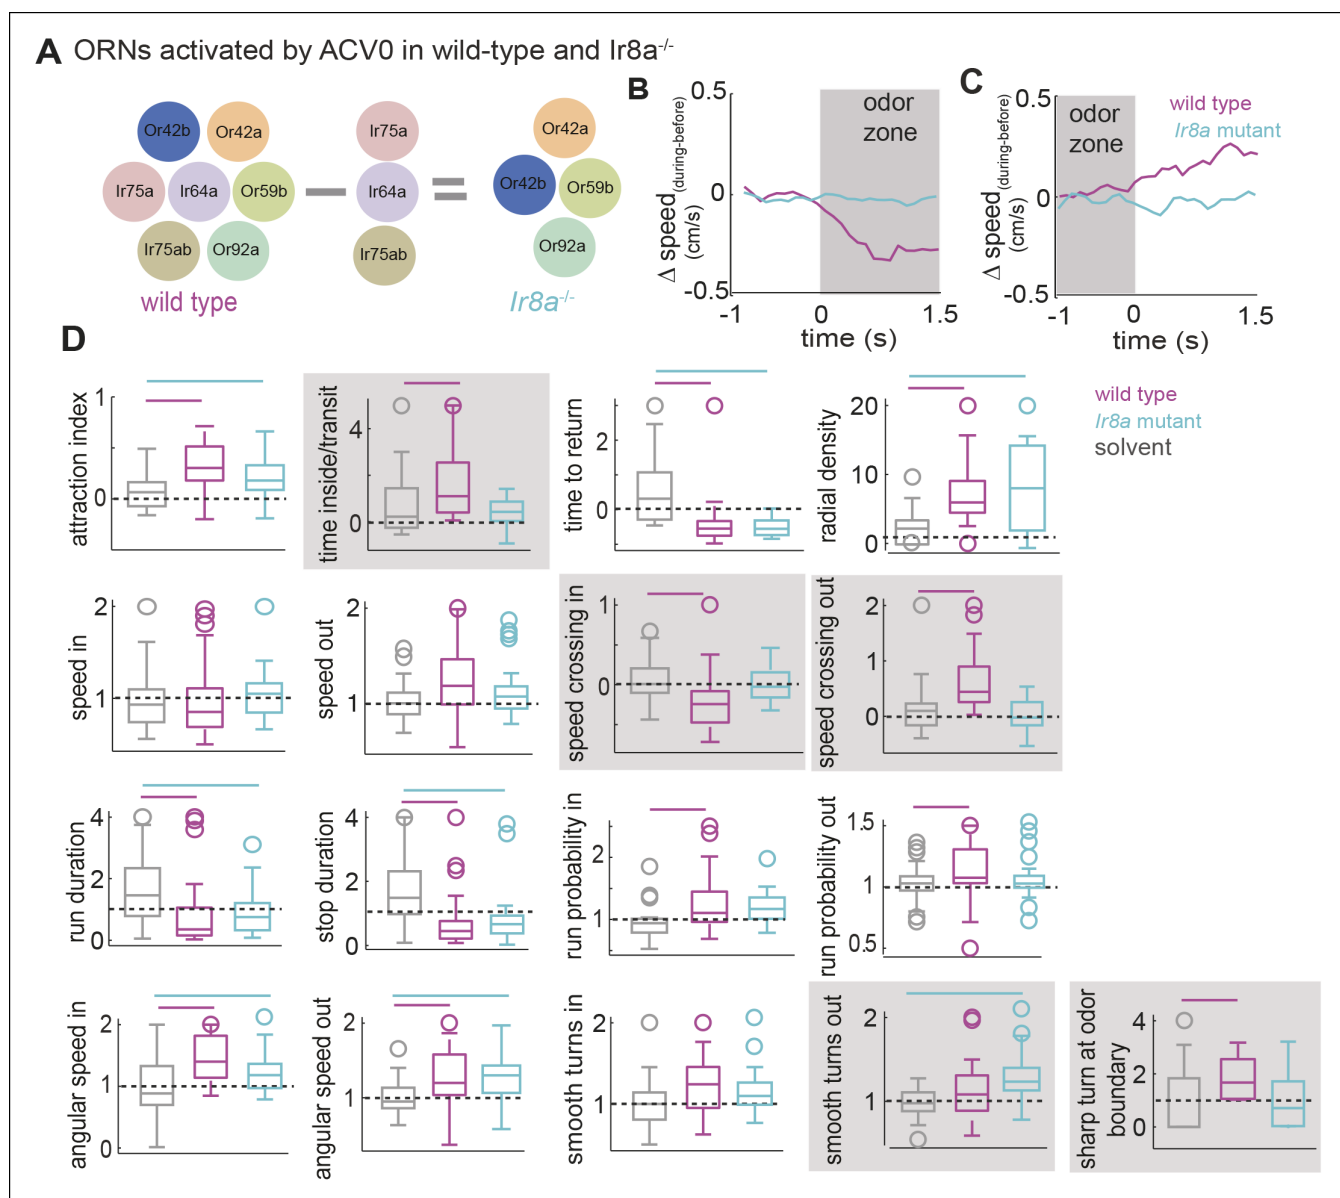 A ORNs activated by ACV0 in wild-type and Ir8a-/-
Or42b
Or42a
Ir75a
Ir64a
Or59b
Ir75ab
Or92a
wild type
Ir75a
Ir64a
Ir75ab
Or42a
Or42b
Or59b
Or92a
Ir8a-/-
B
Δ speed(during-before)
(cm/s)
0.5
0
-0.5
odor
zone
-1
0
1.5
time (s)
C
Δ speed(during-before)
(cm/s)
0.5
0
-0.5
odor
zone
wild type
Ir8a mutant
-1
0
1.5
time (s)
D
attraction index
1
0
time inside/transit
4
0
time to return
2
0
radial density
20
10
0
wild type
Ir8a mutant
solvent
speed in
2
1
speed out
2
1
speed crossing in
1
0
speed crossing out
2
1
0
run duration
4
2
0
stop duration
4
2
0
run probability in
2
1
run probability out
1.5
1
0.5
angular speed in
2
1
0
angular speed out
2
1
smooth turns in
2
1
smooth turns out
2
1
sharp turn at odor
boundary
4
2
0